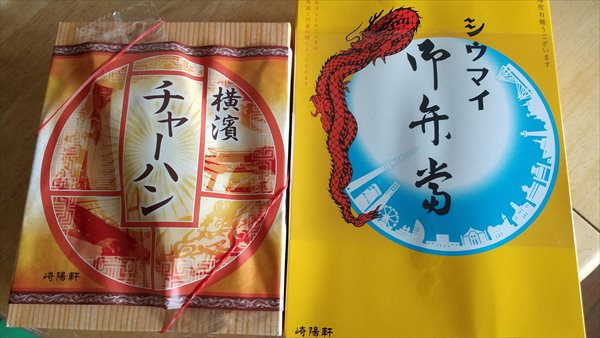 横濱
チャーハン
崎陽軒
シウマイ
御弁當
崎陽軒